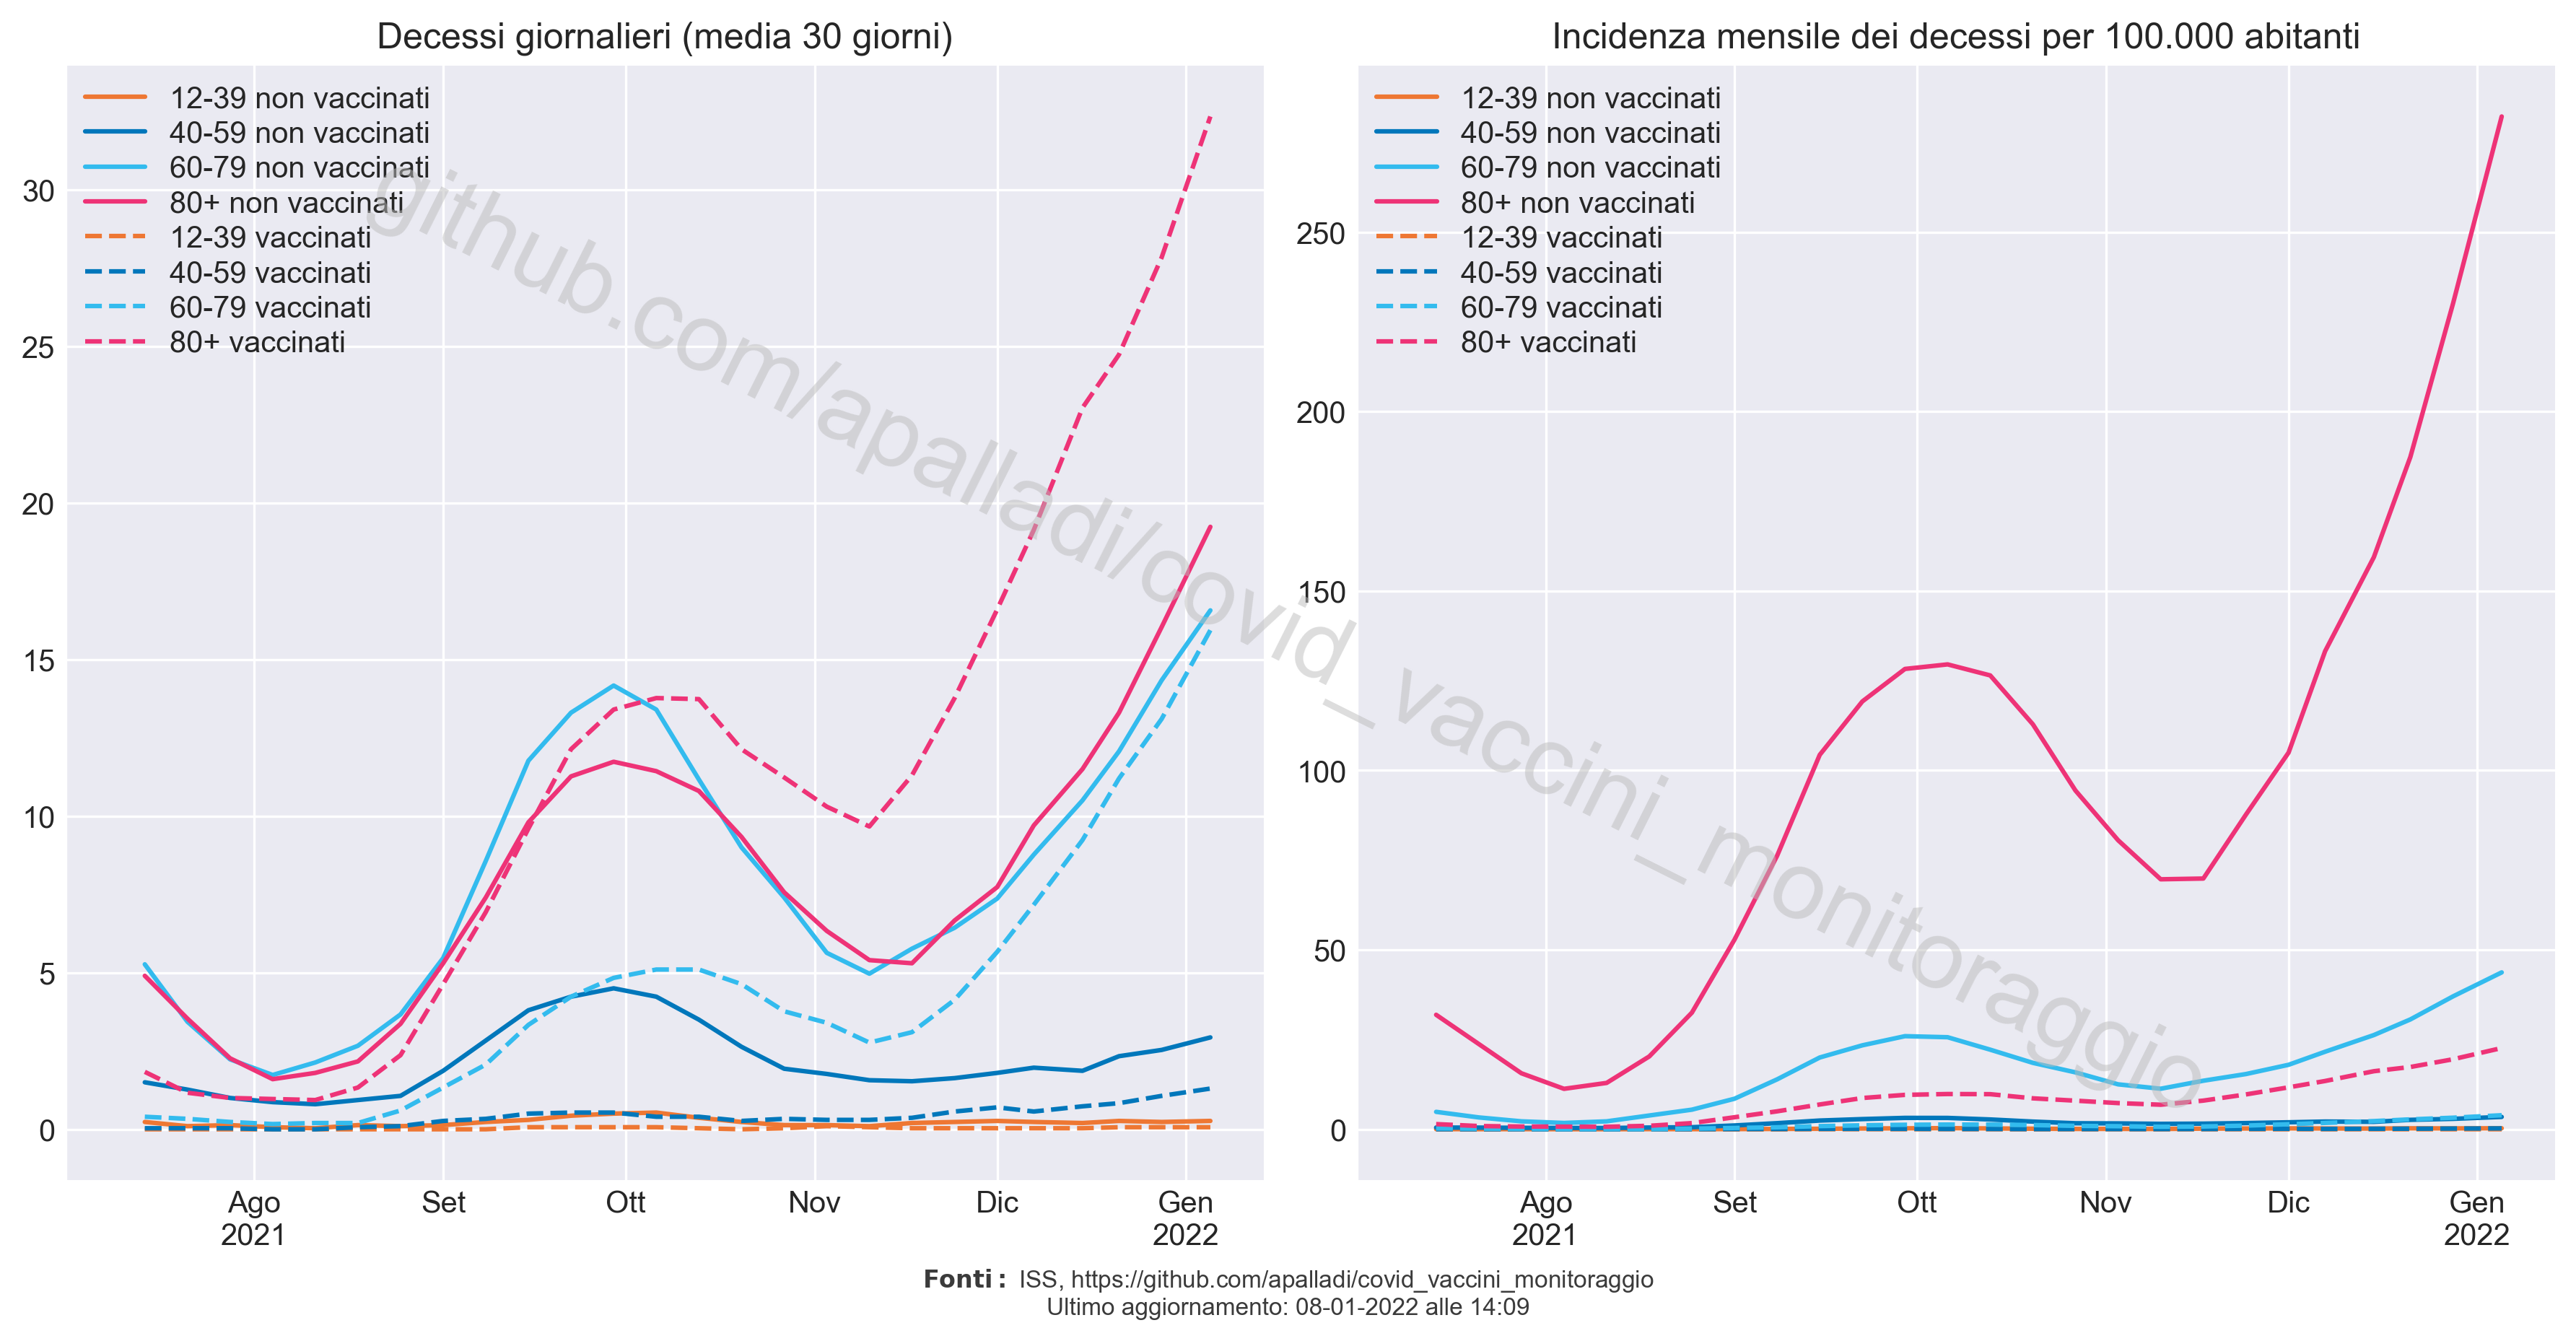 Decessi giornalieri (media 30 giorni)
12-39 non vaccinati
40-59 non vaccinati
60-79 non vaccinati
80+ non vaccinati
12-39 vaccinati
40-59 vaccinati
60-79 vaccinati
80+ vaccinati
30
25
20
15
10
5
0
Ago
2021
Set
Ott
Nov
Dic
Gen
2022
Incidenza mensile dei decessi per 100.000 abitanti
12-39 non vaccinati
40-59 non vaccinati
60-79 non vaccinati
80+ non vaccinati
12-39 vaccinati
40-59 vaccinati
60-79 vaccinati
80+ vaccinati
250
200
150
100
50
0
Ago
2021
Set
Ott
Nov
Dic
Gen
2022
github.com/apalladi/covid_vaccini_monitoraggio
Fonti: ISS, https://github.com/apalladi/covid_vaccini_monitoraggio
Ultimo aggiornamento: 08-01-2022 alle 14:09